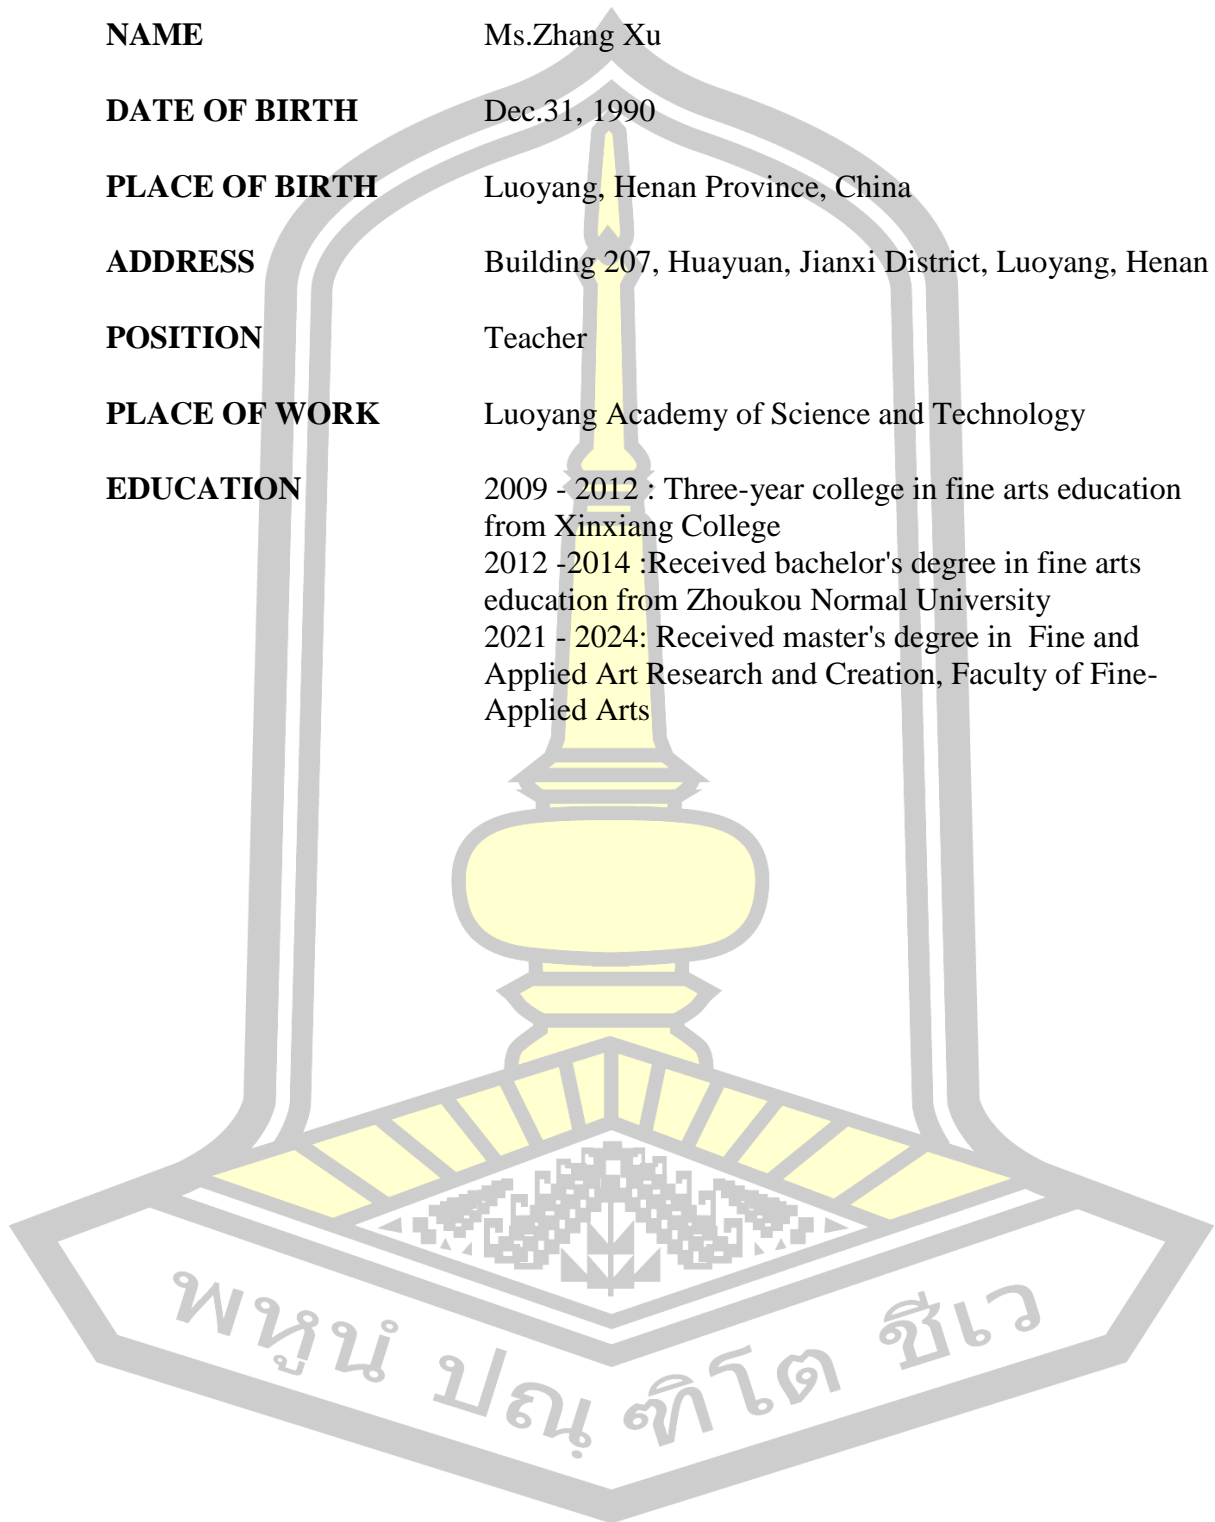 NAME Ms.Zhang Xu
DATE OF BIRTH Dec.31, 1990
PLACE OF BIRTH Luoyang, Henan Province, China
ADDRESS Building 207, Huayuan, Jianxi District, Luoyang, Henan
POSITION Teacher
PLACE OF WORK Luoyang Academy of Science and Technology
EDUCATION 2009 - 2012 : Three-year college in fine arts education
from Xinxiang College
2012 -2014 :Received bachelor's degree in fine arts
education from Zhoukou Normal University
2021 - 2024: Received master's degree in  Fine and
Applied Art Research and Creation, Faculty of Fine-
Applied Arts
พหูนํ ปณฺ ฑิโต ชีเว